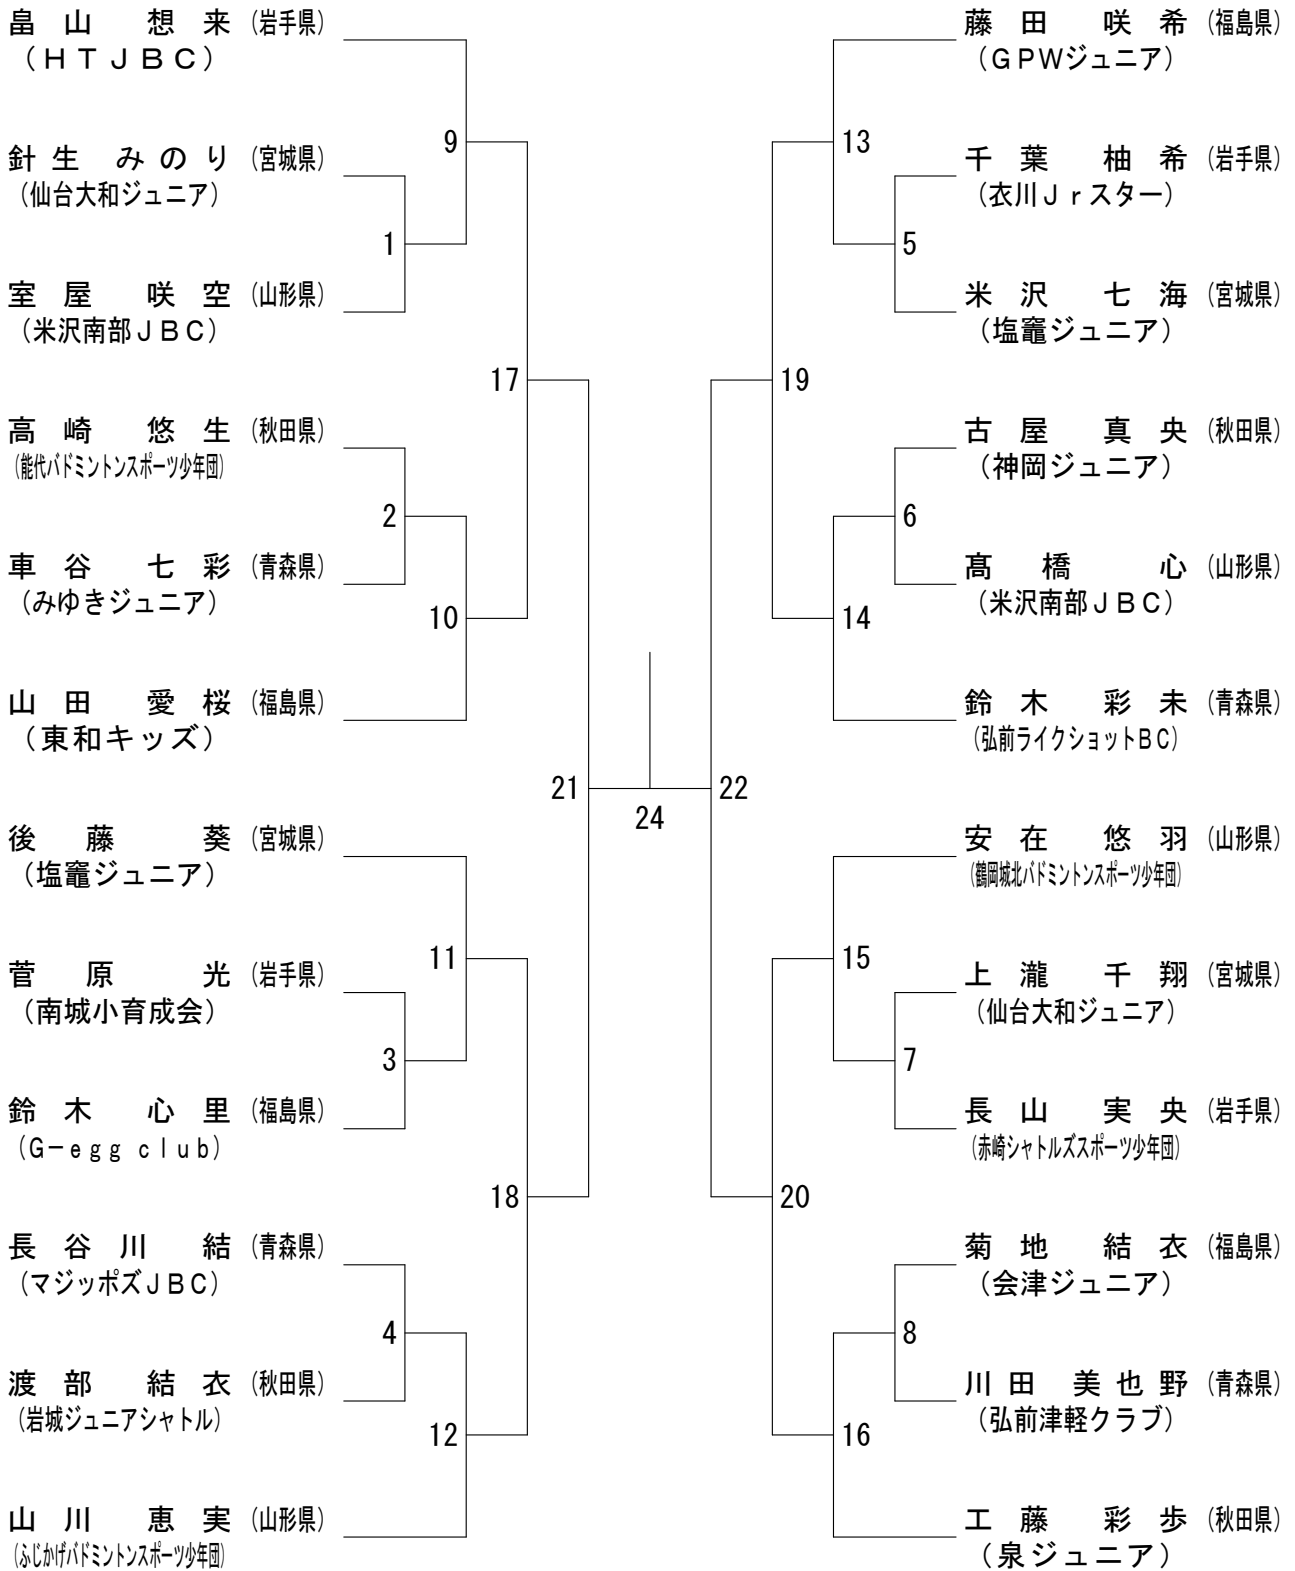 畠山 想来 (岩手県)
(ＨＴＪＢＣ)
9
針生 みのり (宮城県)
(仙台大和ジュニア)
1
室屋 咲空 (山形県)
(米沢南部ＪＢＣ)
17
高崎 悠生 (秋田県)
(能代バドミントンスポーツ少年団)
2
車谷 七彩 (青森県)
(みゆきジュニア)
10
山田 愛桜 (福島県)
(東和キッズ)
21
後藤 葵 (宮城県)
(塩竈ジュニア)
11
菅原 光 (岩手県)
(南城小育成会)
3
鈴木 心里 (福島県)
(Ｇ－ｅｇｇ ｃｌｕｂ)
18
長谷川 結 (青森県)
(マジッポズＪＢＣ)
4
渡部 結衣 (秋田県)
(岩城ジュニアシャトル)
12
山川 恵実 (山形県)
(ふじかげバドミントンスポーツ少年団)
24
藤田 咲希 (福島県)
(ＧＰＷジュニア)
13
千葉 柚希 (岩手県)
(衣川Ｊｒスター)
5
米沢 七海 (宮城県)
(塩竈ジュニア)
19
古屋 真央 (秋田県)
(神岡ジュニア)
6
髙橋 心 (山形県)
(米沢南部ＪＢＣ)
14
鈴木 彩未 (青森県)
(弘前ライクショットＢＣ)
22
安在 悠羽 (山形県)
(鶴岡城北バドミントンスポーツ少年団)
15
上瀧 千翔 (宮城県)
(仙台大和ジュニア)
7
長山 実央 (岩手県)
(赤崎シャトルズスポーツ少年団)
20
菊地 結衣 (福島県)
(会津ジュニア)
8
川田 美也野 (青森県)
(弘前津軽クラブ)
16
工藤 彩歩 (秋田県)
(泉ジュニア)